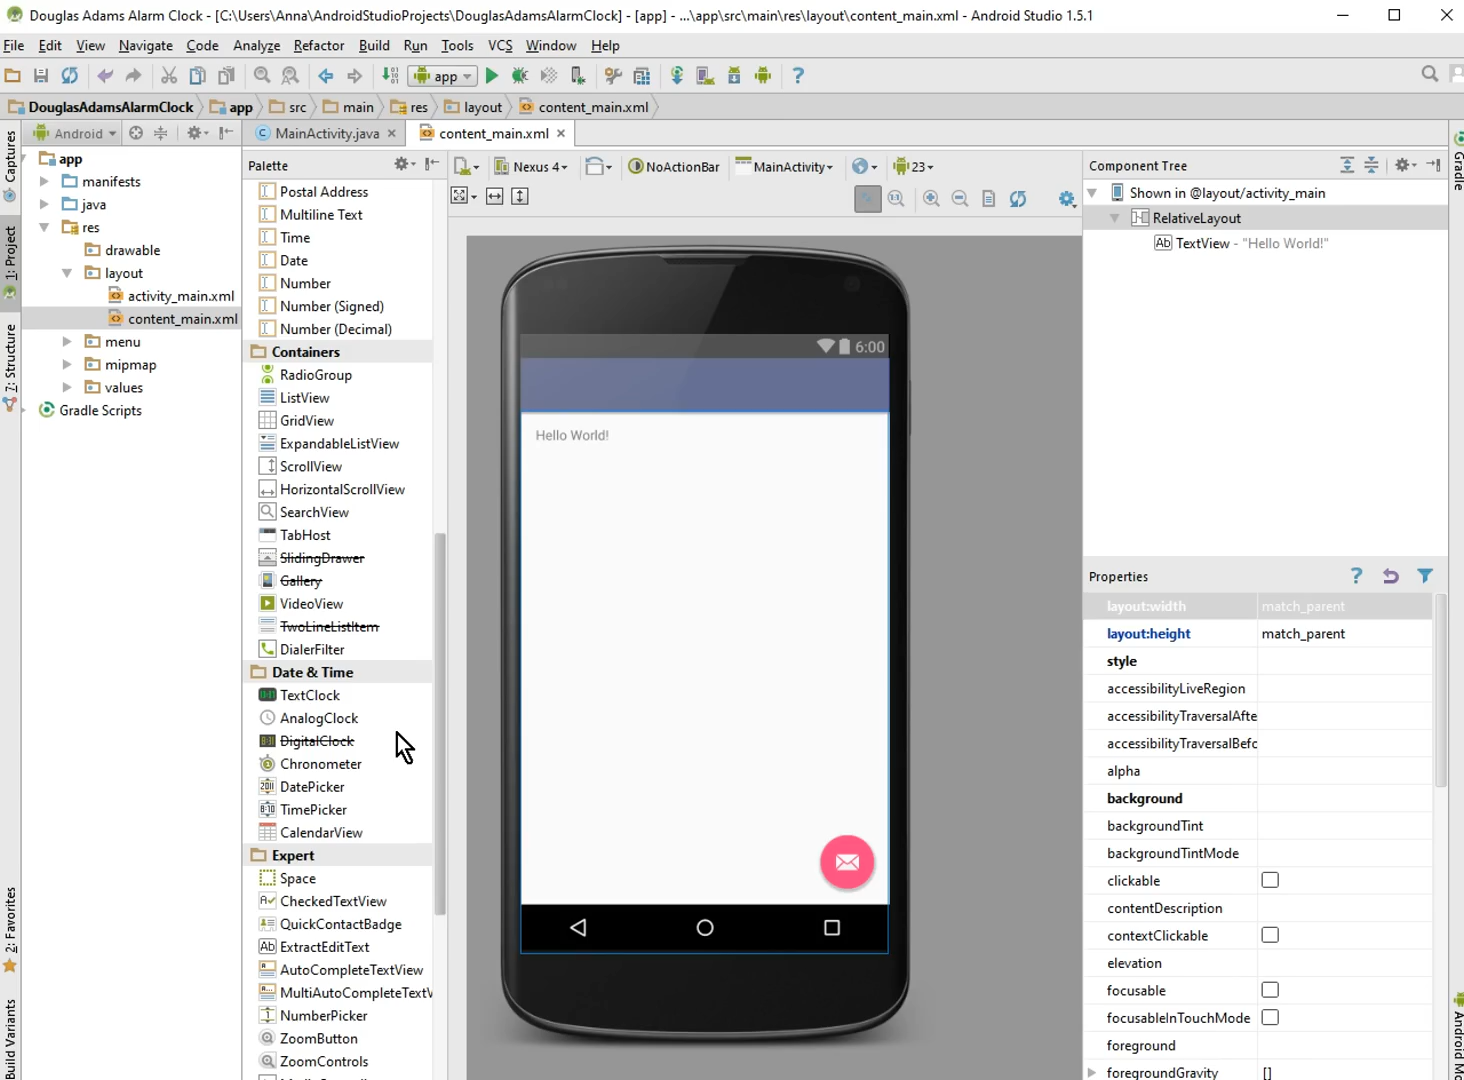 Douglas Adams Alarm Clock - [C:\Users\Anna\AndroidStudioProjects\DouglasAdamsAlarmClock] - [app] - ...\app\src\main\res\layout\content_main.xml - Android Studio 1.5.1
File Edit View Navigate Code Analyze Refactor Build Run Tools VCS Window Help
app
DouglasAdamsAlarmClock app src main res layout content_main.xml
Android
MainActivity.java content_main.xml
Captures
1: Project
7: Structure
2: Favorites
Build Variants
app
manifests
java
res
drawable
layout
activity_main.xml
content_main.xml
menu
mipmap
values
Gradle Scripts
Palette
Postal Address
Multiline Text
Time
Date
Number
Number (Signed)
Number (Decimal)
Containers
RadioGroup
ListView
GridView
ExpandableListView
ScrollView
HorizontalScrollView
SearchView
TabHost
SlidingDrawer
Gallery
VideoView
TwoLineListItem
DialerFilter
Date & Time
TextClock
AnalogClock
DigitalClock
Chronometer
DatePicker
TimePicker
CalendarView
Expert
Space
CheckedTextView
QuickContactBadge
ExtractEditText
AutoCompleteTextView
MultiAutoCompleteTextV
NumberPicker
ZoomButton
ZoomControls
Nexus 4 NoActionBar MainActivity 23
6:00
Hello World!
Component Tree
Shown in @layout/activity_main
RelativeLayout
Ab TextView - "Hello World!"
Properties
layout:width match_parent
layout:height match_parent
style
accessibilityLiveRegion
accessibilityTraversalAfte
accessibilityTraversalBefc
alpha
background
backgroundTint
backgroundTintMode
clickable
contentDescription
contextClickable
elevation
focusable
focusableInTouchMode
foreground
foregroundGravity []
Gradle